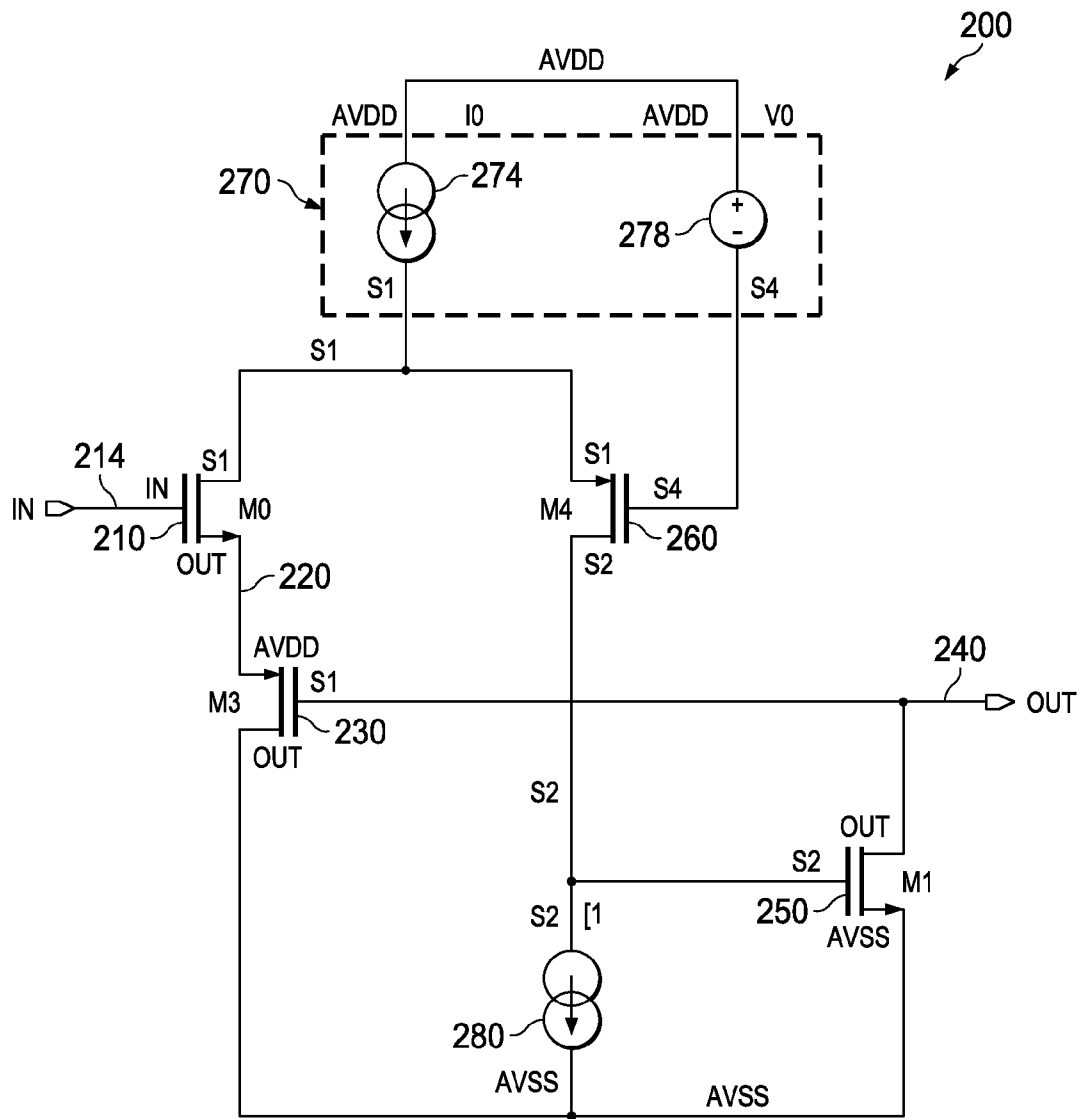 200
AVDD
AVDD I0 AVDD V0
270
274
278
+
-
S1 S4
S1
214
IN IN S1 S1 S4
210 M0 M4 260
OUT S2
220
AVDD
M3 S1 240
230 OUT
OUT
S2
OUT
S2 M1
S2 [1 250
AVSS
280
AVSS AVSS